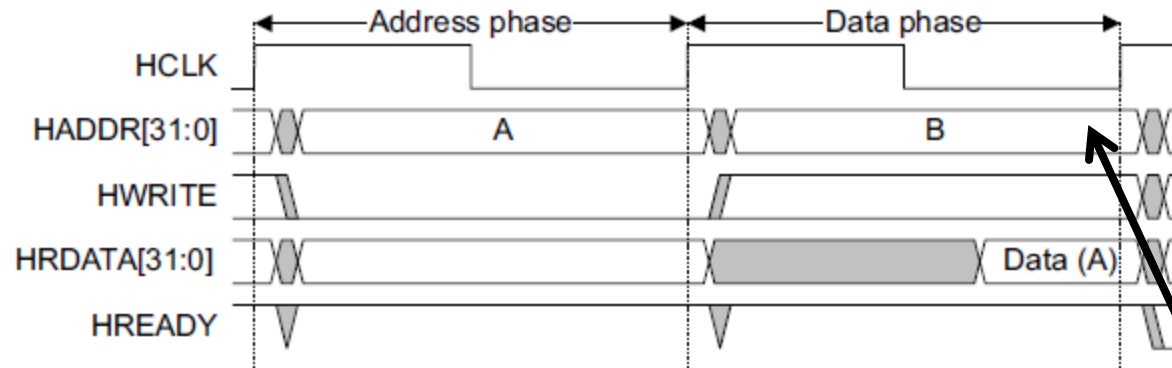 Address phase Data phase
HCLK
HADDR[31:0] A B
HWRITE
HRDATA[31:0] Data (A)
HREADY